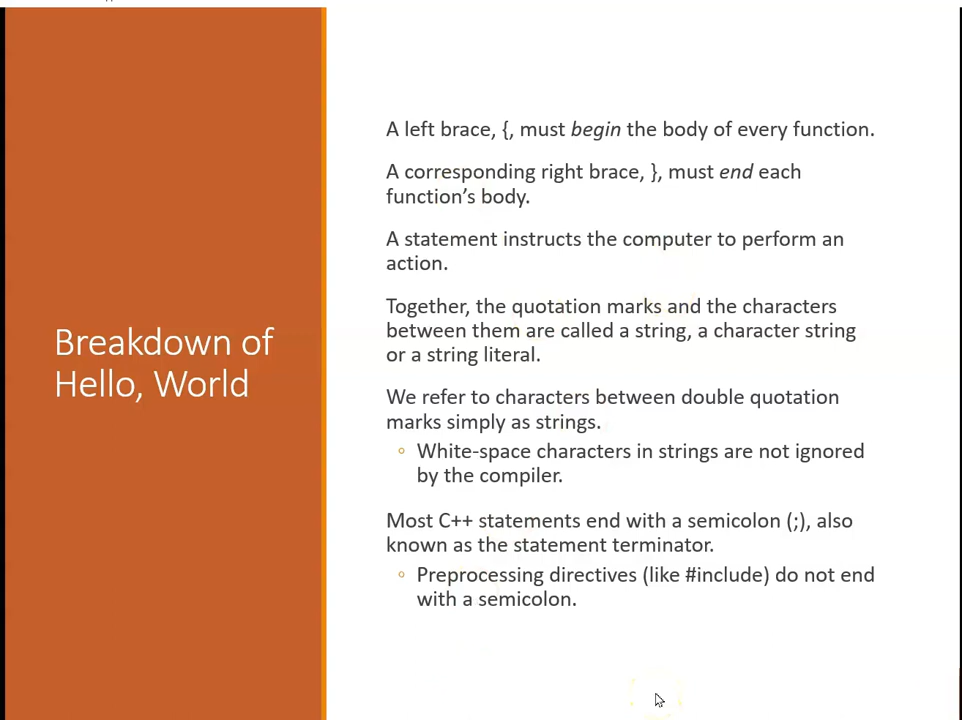 Breakdown of
Hello, World
A left brace, {, must begin the body of every function.
A corresponding right brace, }, must end each
function’s body.
A statement instructs the computer to perform an
action.
Together, the quotation marks and the characters
between them are called a string, a character string
or a string literal.
We refer to characters between double quotation
marks simply as strings.
◦ White-space characters in strings are not ignored
by the compiler.
Most C++ statements end with a semicolon (;), also
known as the statement terminator.
◦ Preprocessing directives (like #include) do not end
with a semicolon.